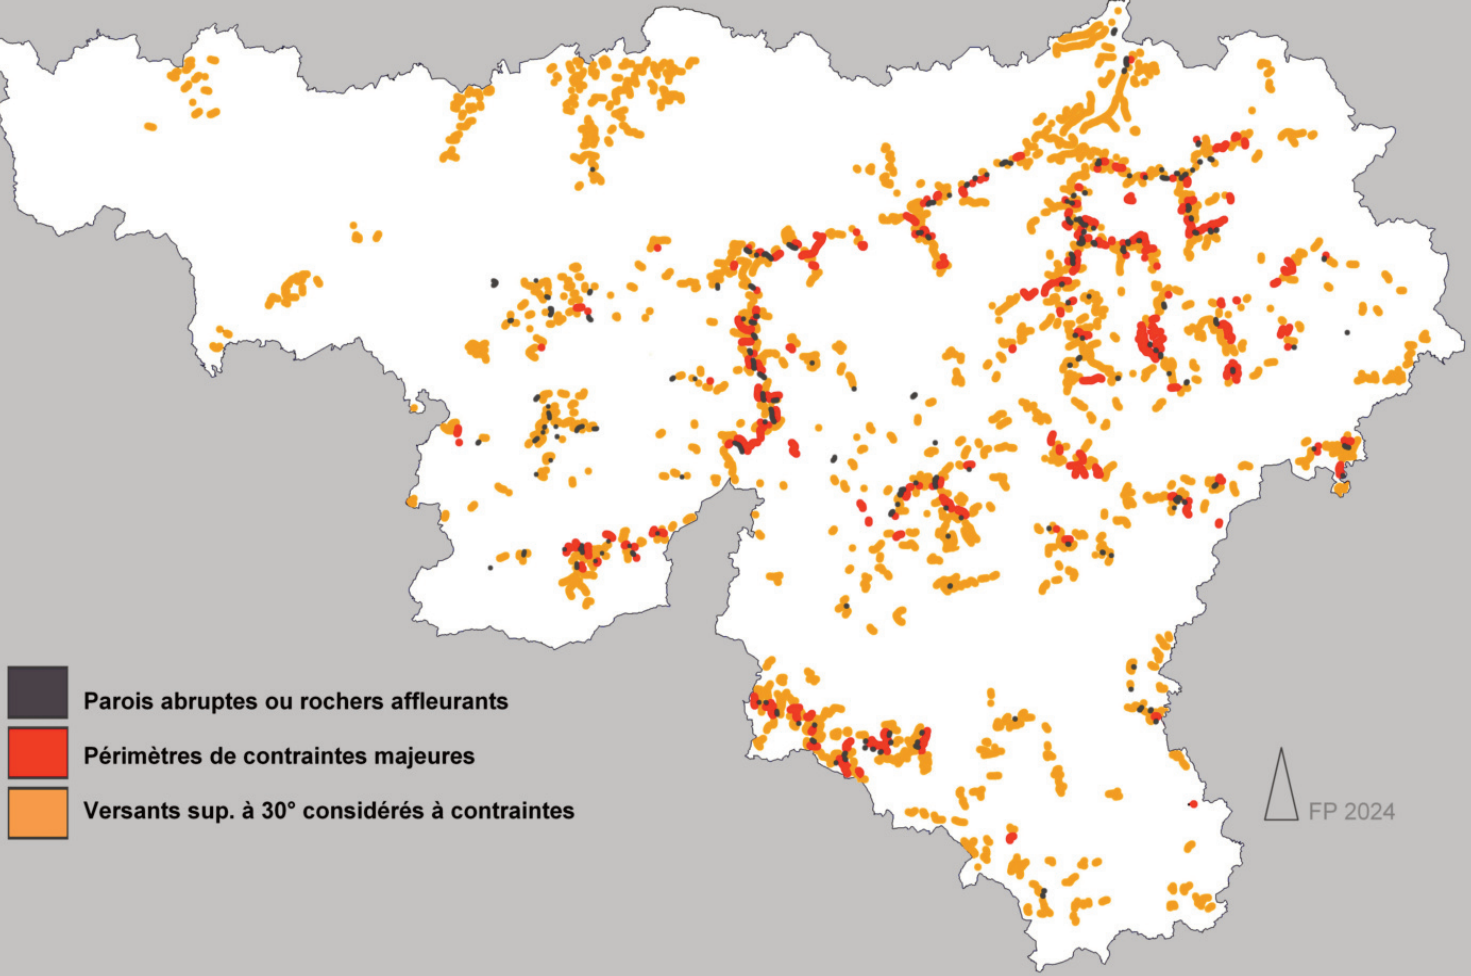 Parois abruptes ou rochers affleurants
Périmètres de contraintes majeures
Versants sup. à 30° considérés à contraintes
FP 2024